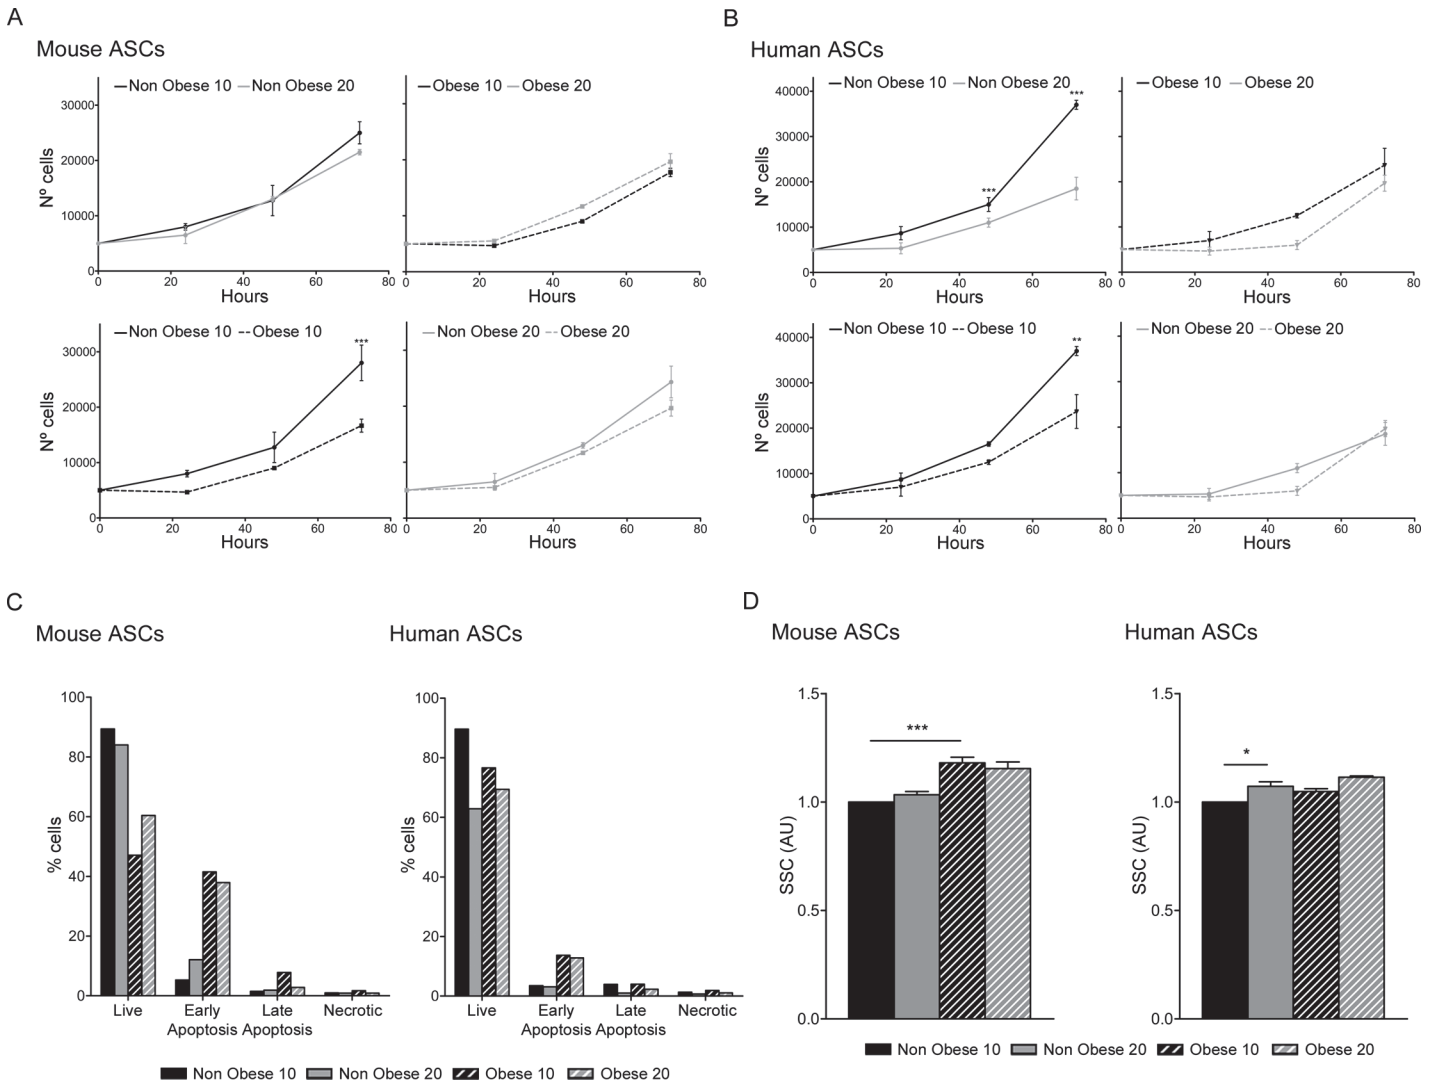 A
Mouse ASCs
Non Obese 10 Non Obese 20
Nº cells
30000
20000
10000
0
0 20 40 60 80
Hours
Obese 10 Obese 20
0 20 40 60 80
Hours
Non Obese 10 Obese 10
***
Nº cells
30000
20000
10000
0
0 20 40 60 80
Hours
Non Obese 20 Obese 20
0 20 40 60 80
Hours
B
Human ASCs
Non Obese 10 Non Obese 20
***
***
Nº cells
40000
30000
20000
10000
0
0 20 40 60 80
Hours
Obese 10 Obese 20
0 20 40 60 80
Hours
Non Obese 10 Obese 10
**
Nº cells
40000
30000
20000
10000
0
0 20 40 60 80
Hours
Non Obese 20 Obese 20
0 20 40 60 80
Hours
C
Mouse ASCs
% cells
100
80
60
40
20
0
Live Early Apoptosis Late Apoptosis Necrotic
Human ASCs
% cells
100
80
60
40
20
0
Live Early Apoptosis Late Apoptosis Necrotic
Non Obese 10 Non Obese 20 Obese 10 Obese 20
D
Mouse ASCs
SSC (AU)
1.5
1.0
0.5
0.0
***
Human ASCs
SSC (AU)
1.5
1.0
0.5
0.0
*
Non Obese 10 Non Obese 20 Obese 10 Obese 20